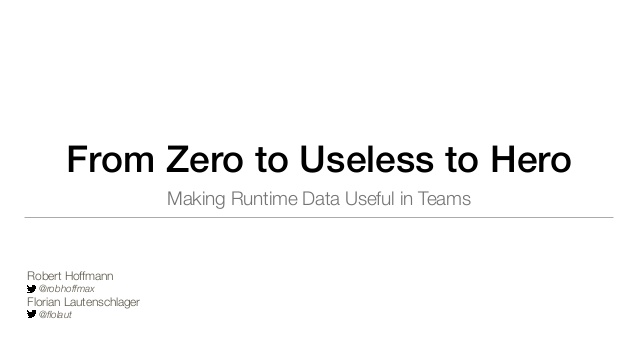 From Zero to Useless to Hero
Making Runtime Data Useful in Teams
Robert Hoffmann
@robhoffmax
Florian Lautenschlager
@flolaut